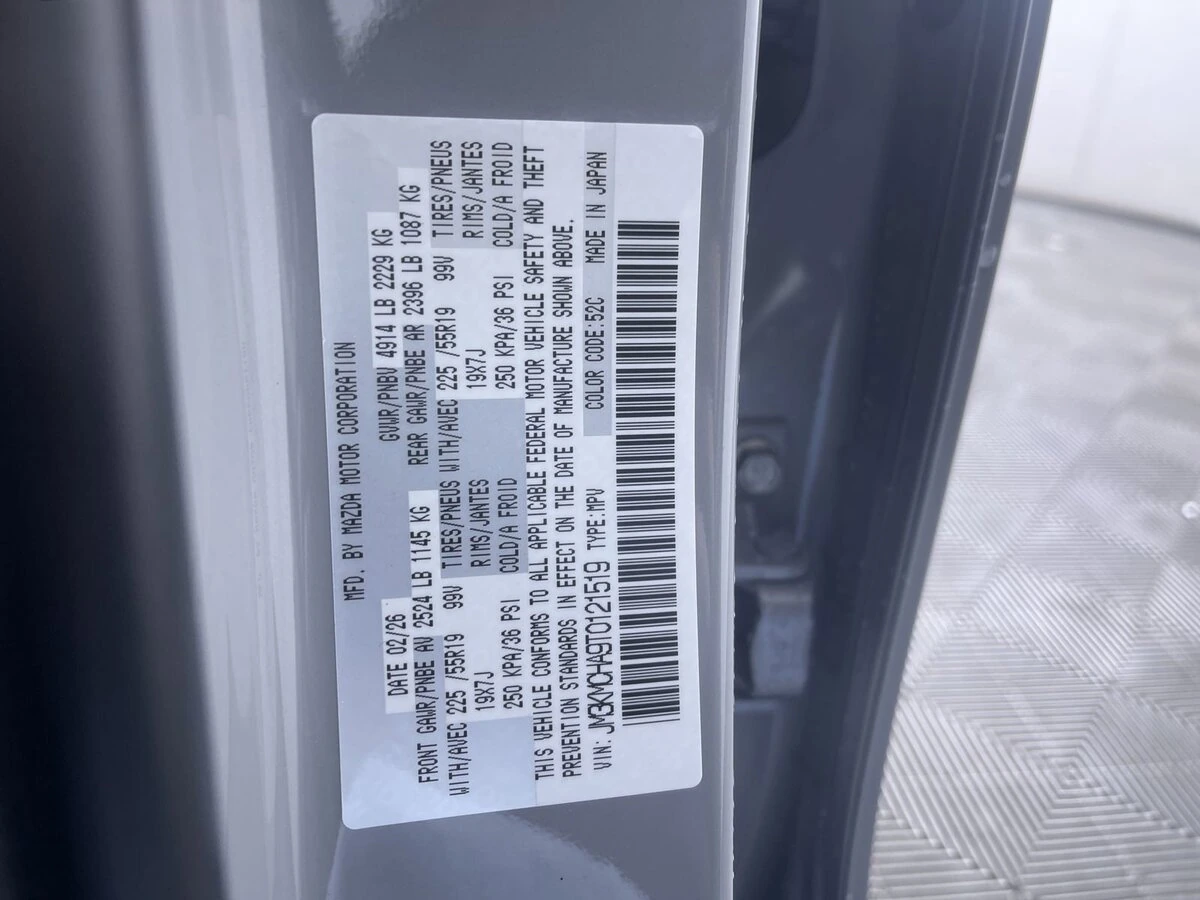 MFD. BY MAZDA MOTOR CORPORATION
DATE 02/26 GVWR/PNBV 4914 LB 2229 KG
FRONT GAWR/PNBE AV 2524 LB 1145 KG REAR GAWR/PNBE AR 2396 LB 1087 KG
WITH/AVEC 225 /55R19 99V TIRES/PNEUS WITH/AVEC 225 /55R19 99V TIRES/PNEUS
19X7J RIMS/JANTES 19X7J RIMS/JANTES
250 KPA/36 PSI COLD/A FROID 250 KPA/36 PSI COLD/A FROID
THIS VEHICLE CONFORMS TO ALL APPLICABLE FEDERAL MOTOR VEHICLE SAFETY AND THEFT
PREVENTION STANDARDS IN EFFECT ON THE DATE OF MANUFACTURE SHOWN ABOVE.
VIN: JM3KMCHA9T0121519 TYPE:MPV COLOR CODE:52C MADE IN JAPAN